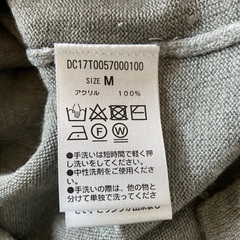 DC17T0057000100
SIZE M
アクリル 100%
●手洗いは短時間で軽く押
し洗いをしてください。
●中性洗剤をご使用くださ
い。
●手洗いの際は、他の物と
分けて単独で洗ってくださ